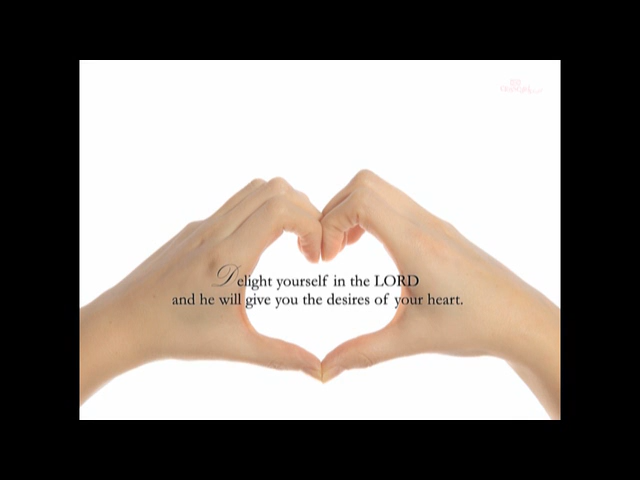 Delight yourself in the LORD
and he will give you the desires of your heart.